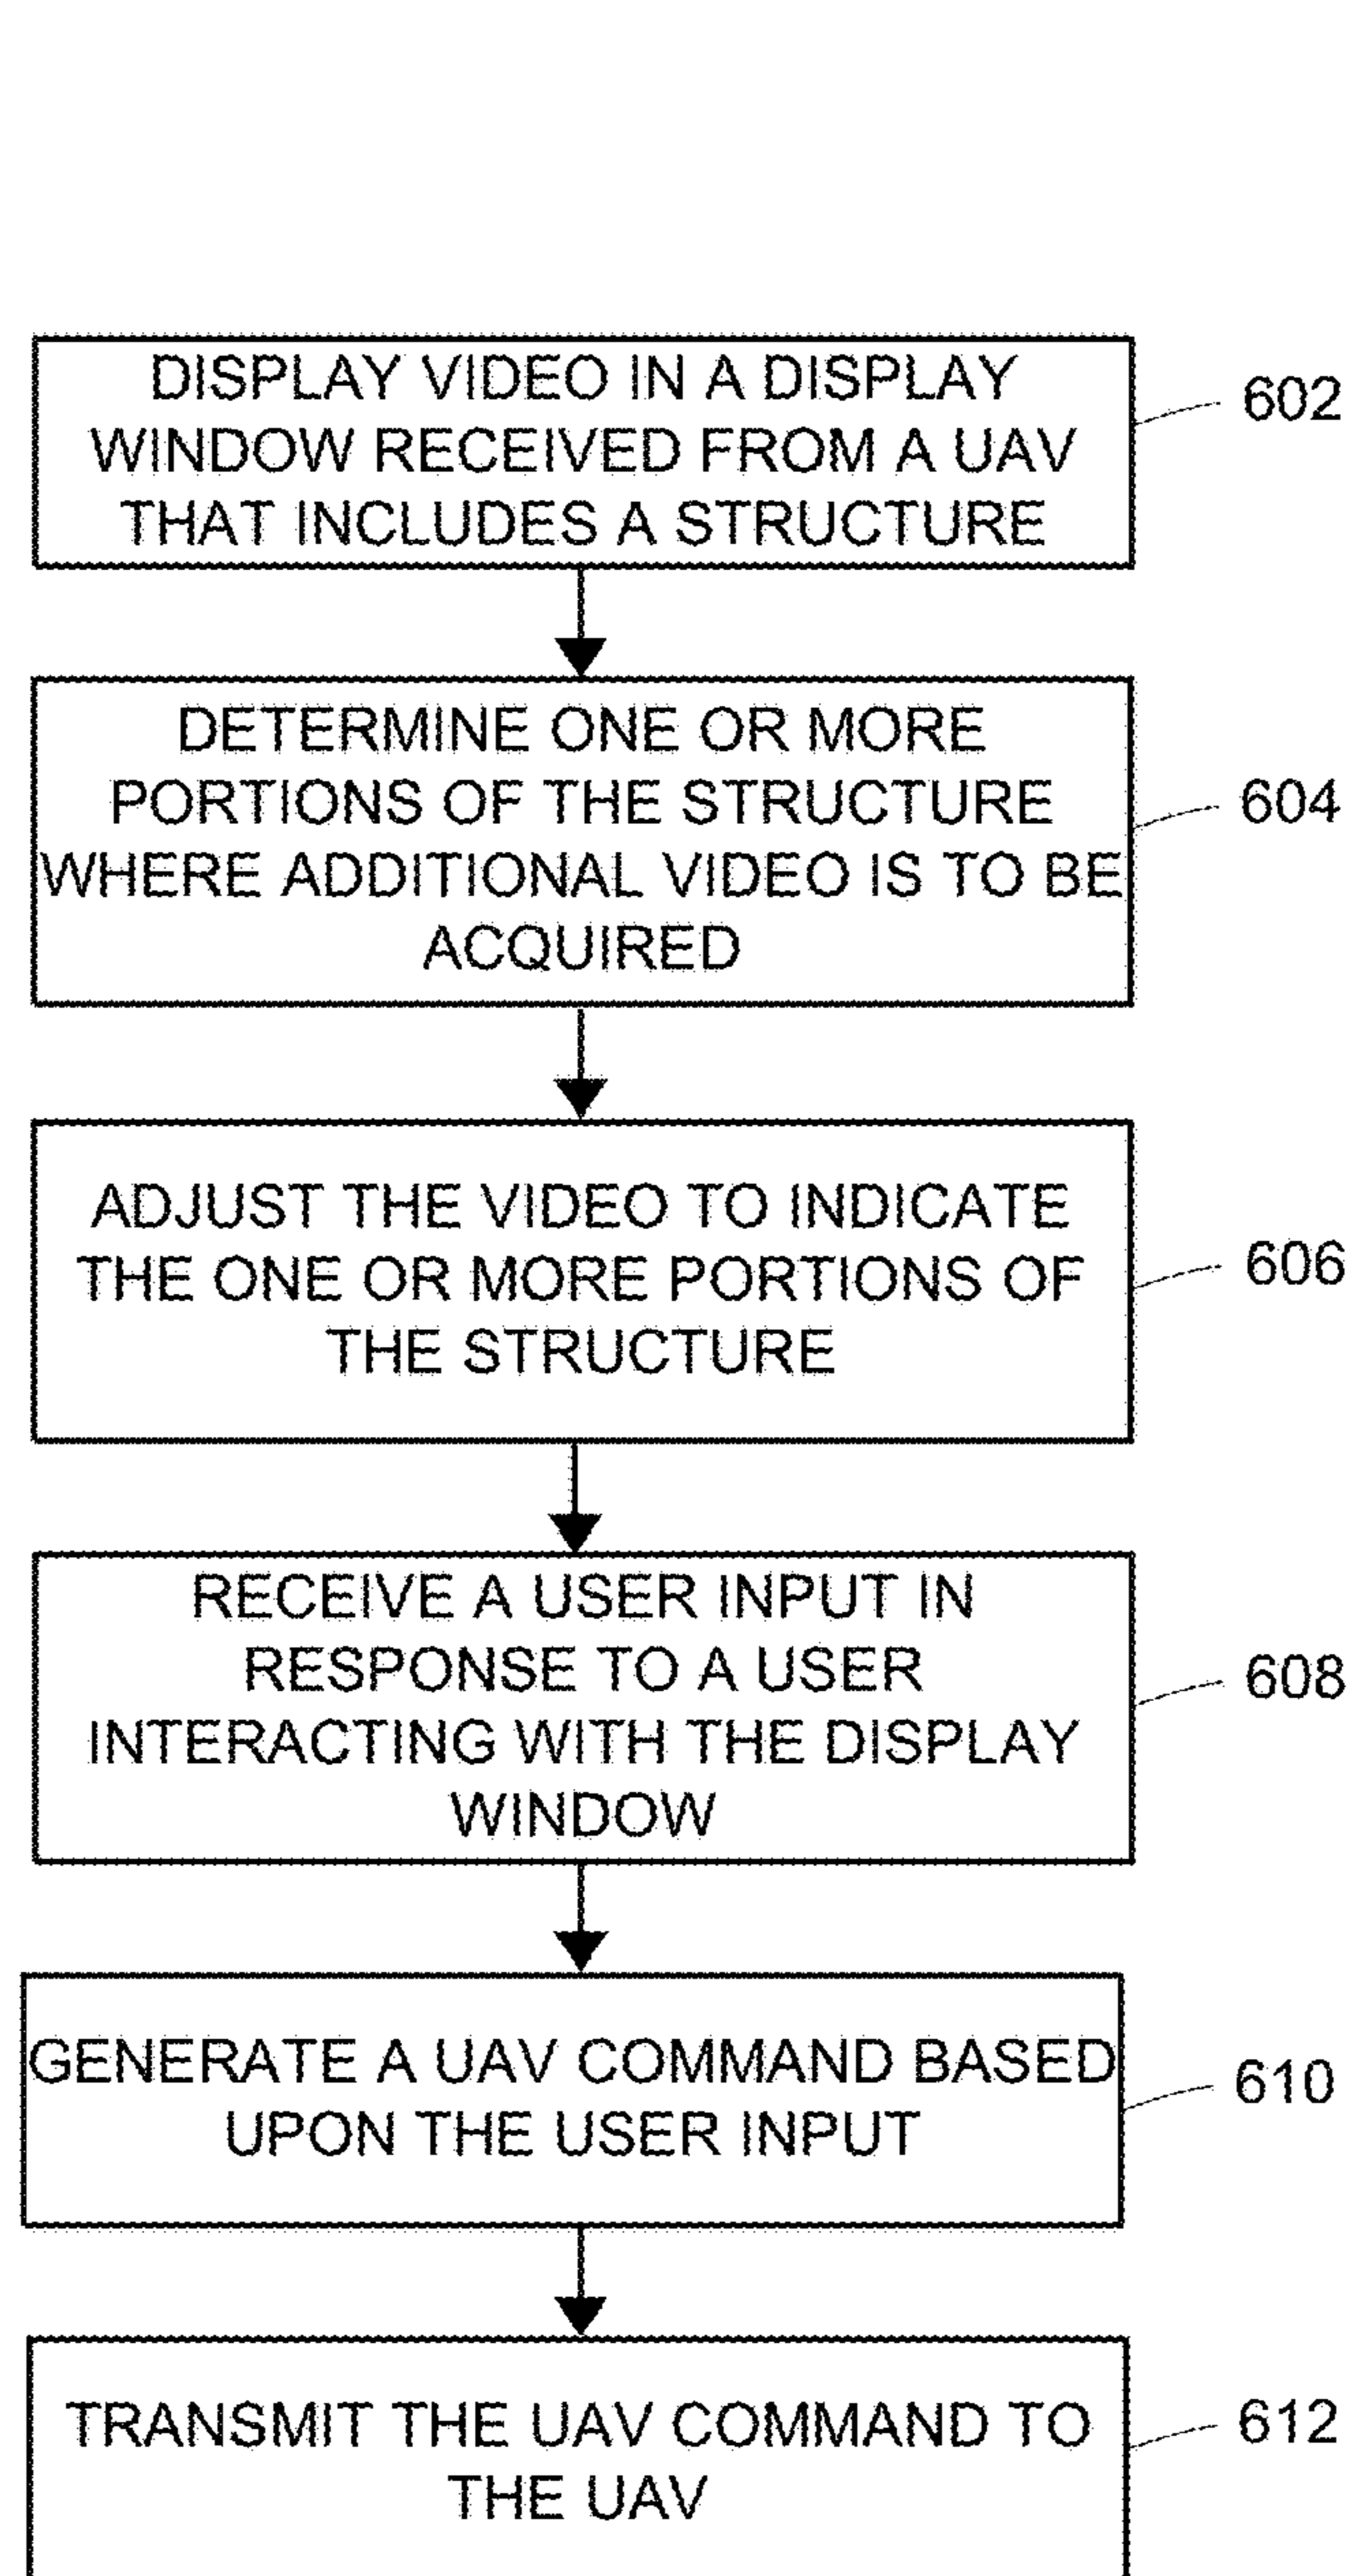 DISPLAY VIDEO IN A DISPLAY
WINDOW RECEIVED FROM A UAV
THAT INCLUDES A STRUCTURE
602
DETERMINE ONE OR MORE
PORTIONS OF THE STRUCTURE
WHERE ADDITIONAL VIDEO IS TO BE
ACQUIRED
604
ADJUST THE VIDEO TO INDICATE
THE ONE OR MORE PORTIONS OF
THE STRUCTURE
606
RECEIVE A USER INPUT IN
RESPONSE TO A USER
INTERACTING WITH THE DISPLAY
WINDOW
608
GENERATE A UAV COMMAND BASED
UPON THE USER INPUT
610
TRANSMIT THE UAV COMMAND TO
THE UAV
612